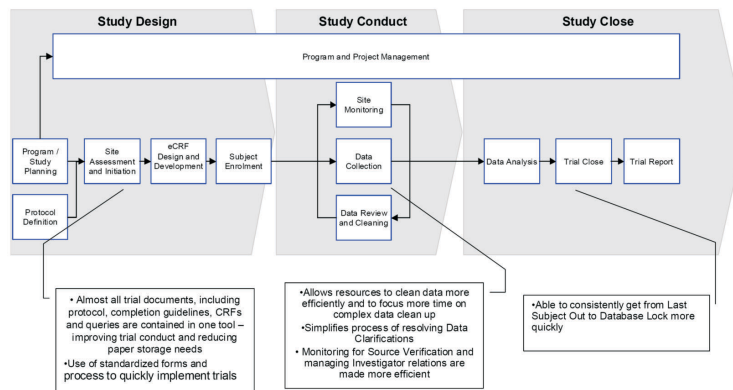 Study Design
Study Conduct
Study Close
Program and Project Management
Site
Monitoring
Program /
Study
Planning
Site
Assessment
and Initiation
eCRF
Design and
Development
Subject
Enrolment
Data
Collection
Data Analysis
Trial Close
Trial Report
Protocol
Definition
Data Review
and Cleaning
• Almost all trial documents, including
protocol, completion guidelines, CRFs
and queries are contained in one tool –
improving trial conduct and reducing
paper storage needs
•Use of standardized forms and
process to quickly implement trials
•Allows resources to clean data more
efficiently and to focus more time on
complex data clean up
•Simplifies process of resolving Data
Clarifications
• Monitoring for Source Verification and
managing Investigator relations are
made more efficient
•Able to consistently get from Last
Subject Out to Database Lock more
quickly